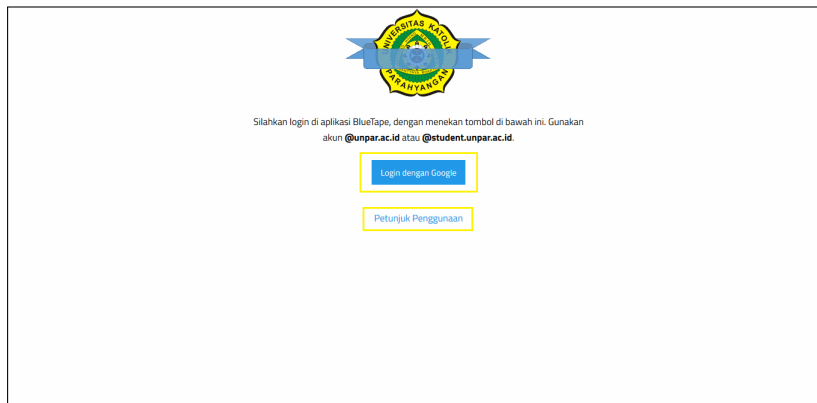 UNIVERSITAS KATOLIK
PARAHYANGAN
Silahkan login di aplikasi BlueTape, dengan menekan tombol di bawah ini. Gunakan
akun @unpar.ac.id atau @student.unpar.ac.id.
Login dengan Google
Petunjuk Penggunaan